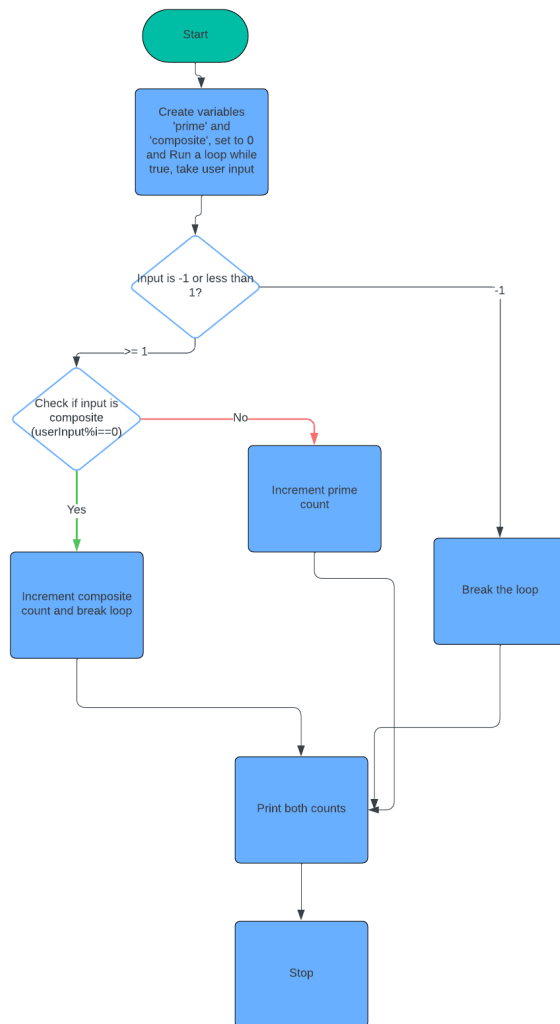 Start
Create variables
'prime' and
'composite', set to 0
and Run a loop while
true, take user input
Input is -1 or less than
1?
-1
>= 1
Check if input is
composite
(userInput%i==0)
No
Increment prime
count
Yes
Increment composite
count and break loop
Break the loop
Print both counts
Stop